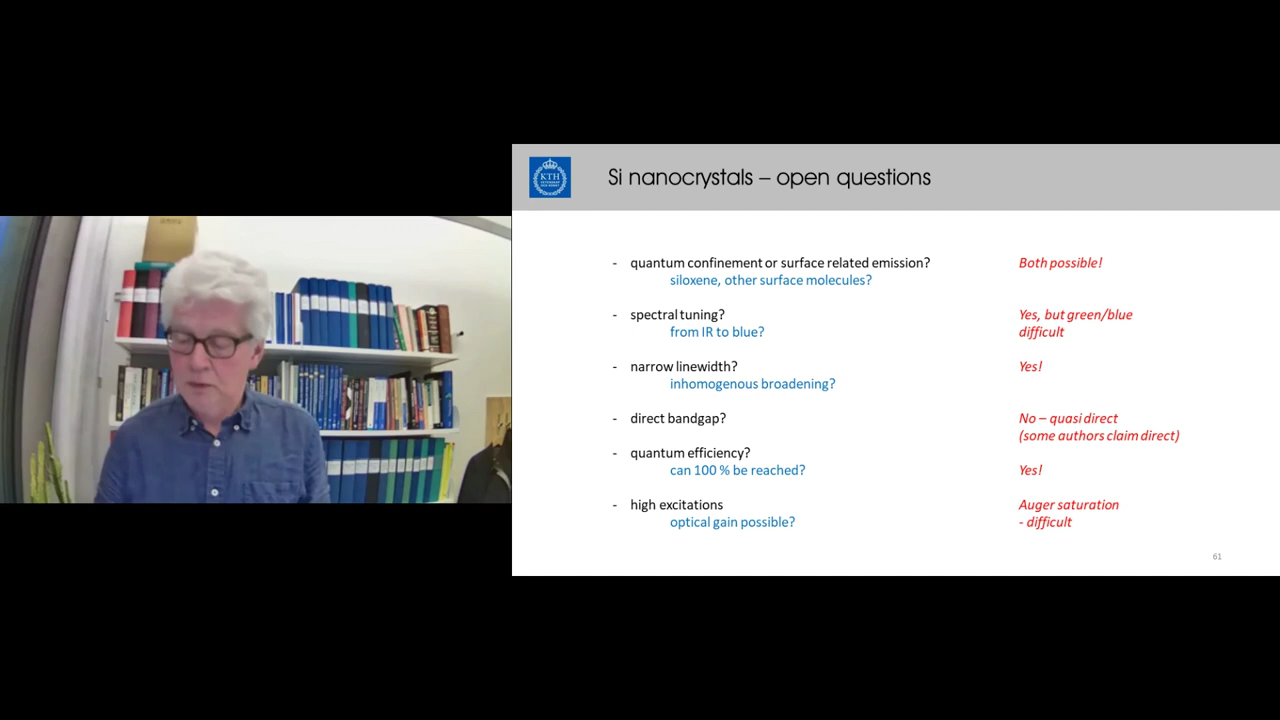 KTH
Si nanocrystals – open questions
- quantum confinement or surface related emission? Both possible!
siloxene, other surface molecules?
- spectral tuning? Yes, but green/blue
from IR to blue? difficult
- narrow linewidth? Yes!
inhomogenous broadening?
- direct bandgap? No – quasi direct
(some authors claim direct)
- quantum efficiency?
can 100 % be reached? Yes!
- high excitations Auger saturation
optical gain possible? - difficult
61